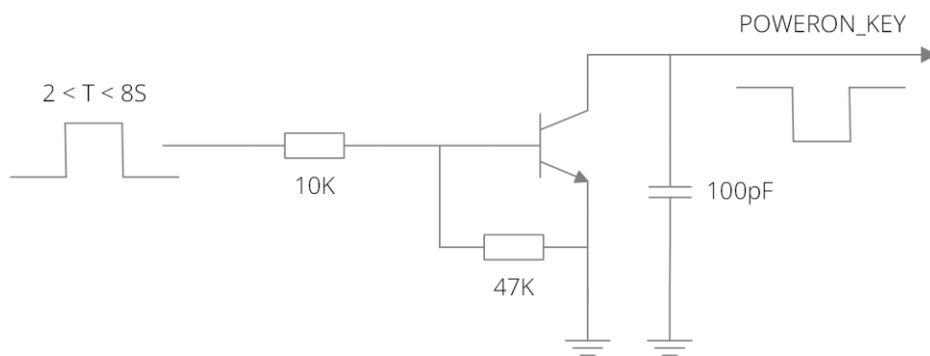 POWERON_KEY
2 < T < 8S
10K
100pF
47K